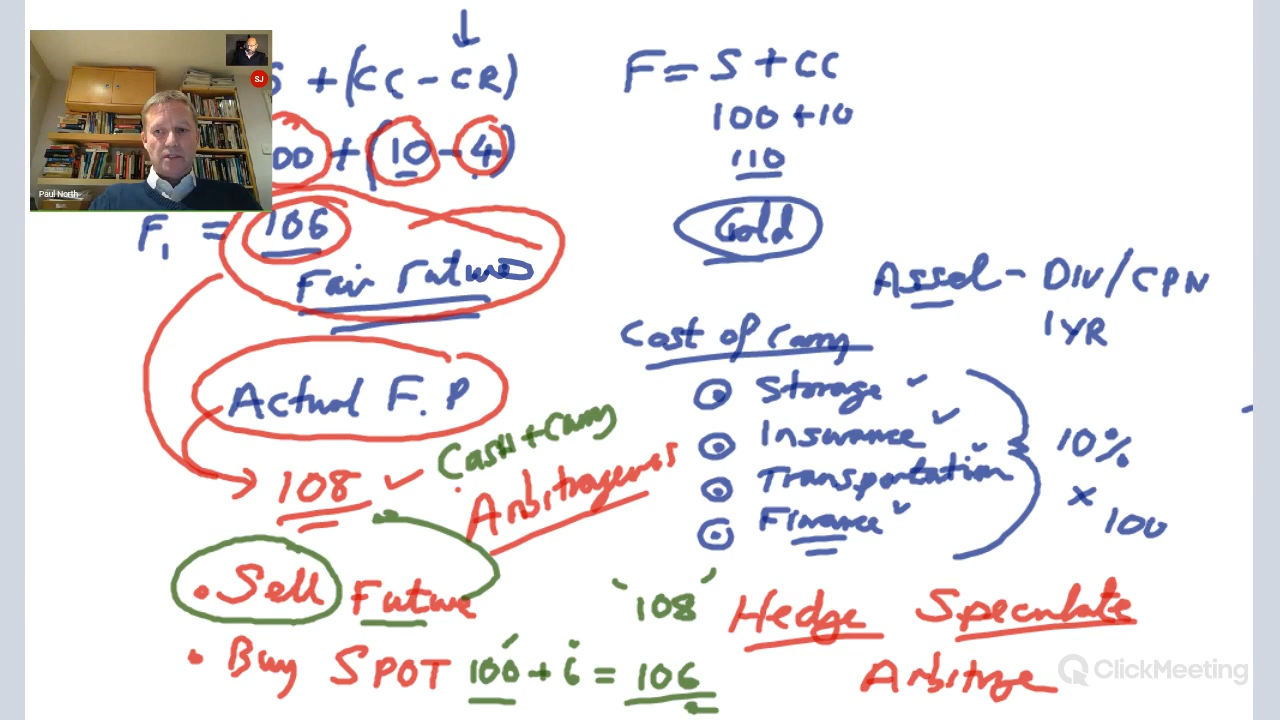 S + (CC - CR)
00 + (10 - 4)
F1 = 106
Fair Future
Actual F.P
108 ✓
Cash + Carry
Arbitrageurs
• Sell Future
• Buy SPOT 100 + i = 106
"108"
F = S + CC
100 + 10
110
Gold
Asset - DIV/CPN
1 YR
Cost of Carry
Storage ✓
Insurance ✓
Transportation ✓
Finance ✓
10%
x
100
Hedge Speculate
Arbitrage
Paul North
SJ
ClickMeeting